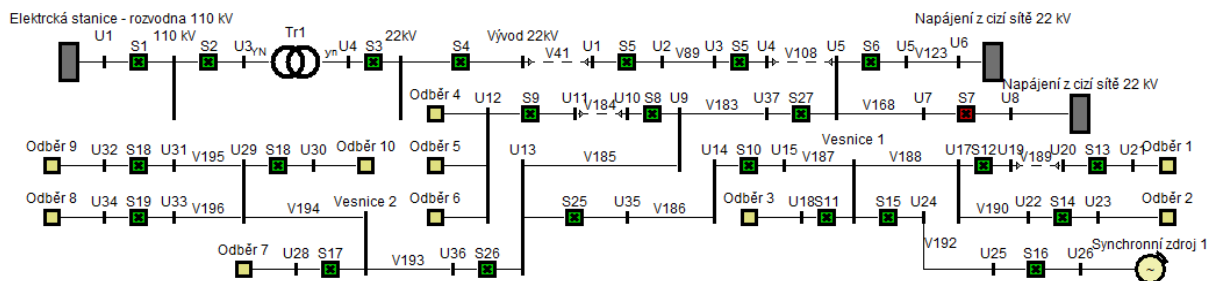 Elektrcká stanice - rozvodna 110 kV
Napájení z cizí sítě 22 kV
U1 S1 110 kV S2 U3 YN Tr1 yn U4 S3 22kV S4 Vývod 22kV V41 U1 S5 U2 V89 U3 S5 U4 V108 U5 S6 U5 V123 U6
Napájení z cizí sítě 22 kV
Odběr 4 U12 S9 U11 V184 U10 S8 U9 V183 U37 S27 V168 U7 S7 U8
Odběr 9 U32 S18 U31 V195 U29 S18 U30 Odběr 10 Odběr 5 U13 V185 U14 S10 U15 V187 Vesnice 1 V188 U17 S12 U19 V189 U20 S13 U21 Odběr 1
Odběr 8 U34 S19 U33 V196 V194 Vesnice 2 Odběr 6 S25 U35 V186 Odběr 3 U18 S11 S15 U24 V190 U22 S14 U23 Odběr 2
Odběr 7 U28 S17 V193 U36 S26 V192 U25 S16 U26 Synchronní zdroj 1
~